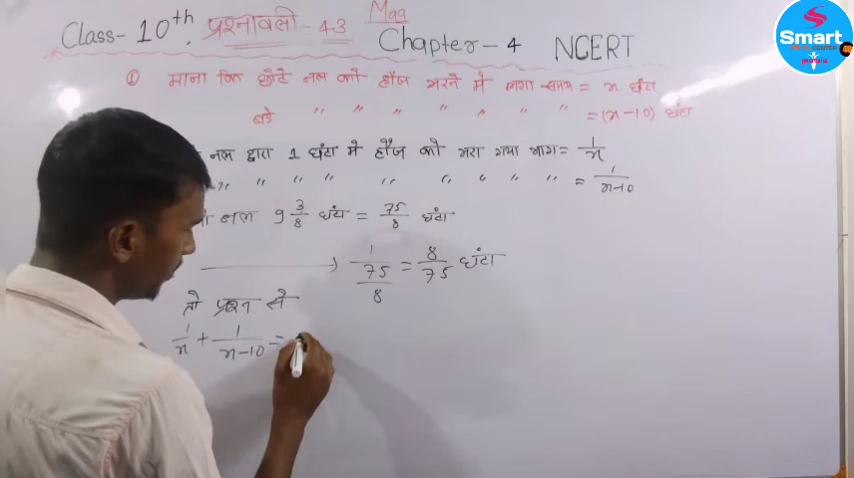 Maa
Class-10th प्रश्नावली-4.3
Chapter-4 NCERT
① माना कि छोटे नल को हौज भरने में लगा समय = x घंटा
बड़े " " " " " " " = (x-10) घंटा
नल द्वारा 1 घंटा में हौज को भरा गया भाग = 1/x
" " " " " " " " = 1/x-10
नल 9 3/8 घंटा = 75/8 घंटा
1/75/8 = 8/75 घंटा
तो प्रश्न से
1/x + 1/x-10 =
Smart
CENTER